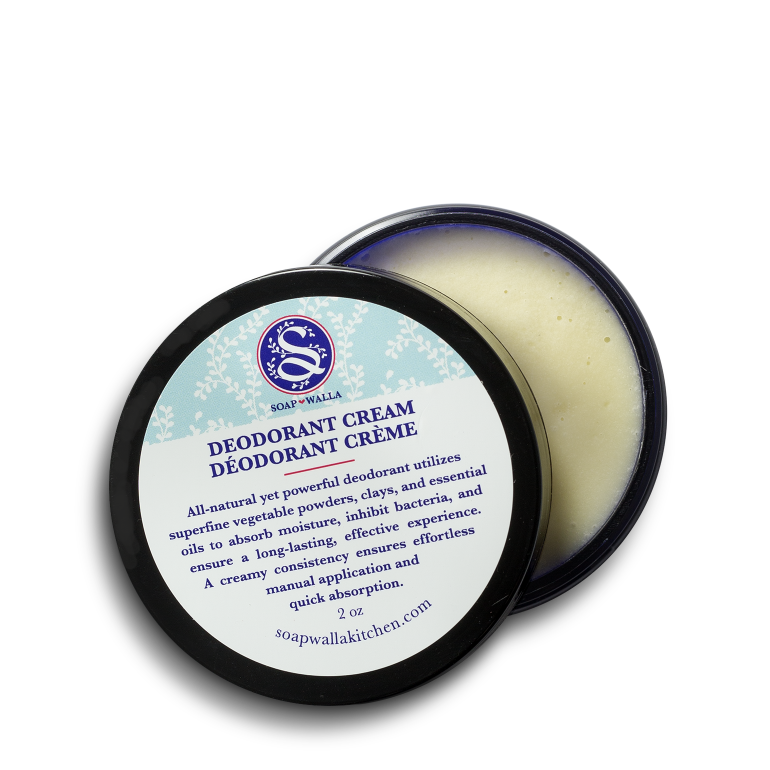 S
SOAP WALLA
DEODORANT CREAM
DÉODORANT CRÈME
All-natural yet powerful deodorant utilizes
superfine vegetable powders, clays, and essential
oils to absorb moisture, inhibit bacteria, and
ensure a long-lasting, effective experience.
A creamy consistency ensures effortless
manual application and
quick absorption.
2 oz
soapwallakitchen.com